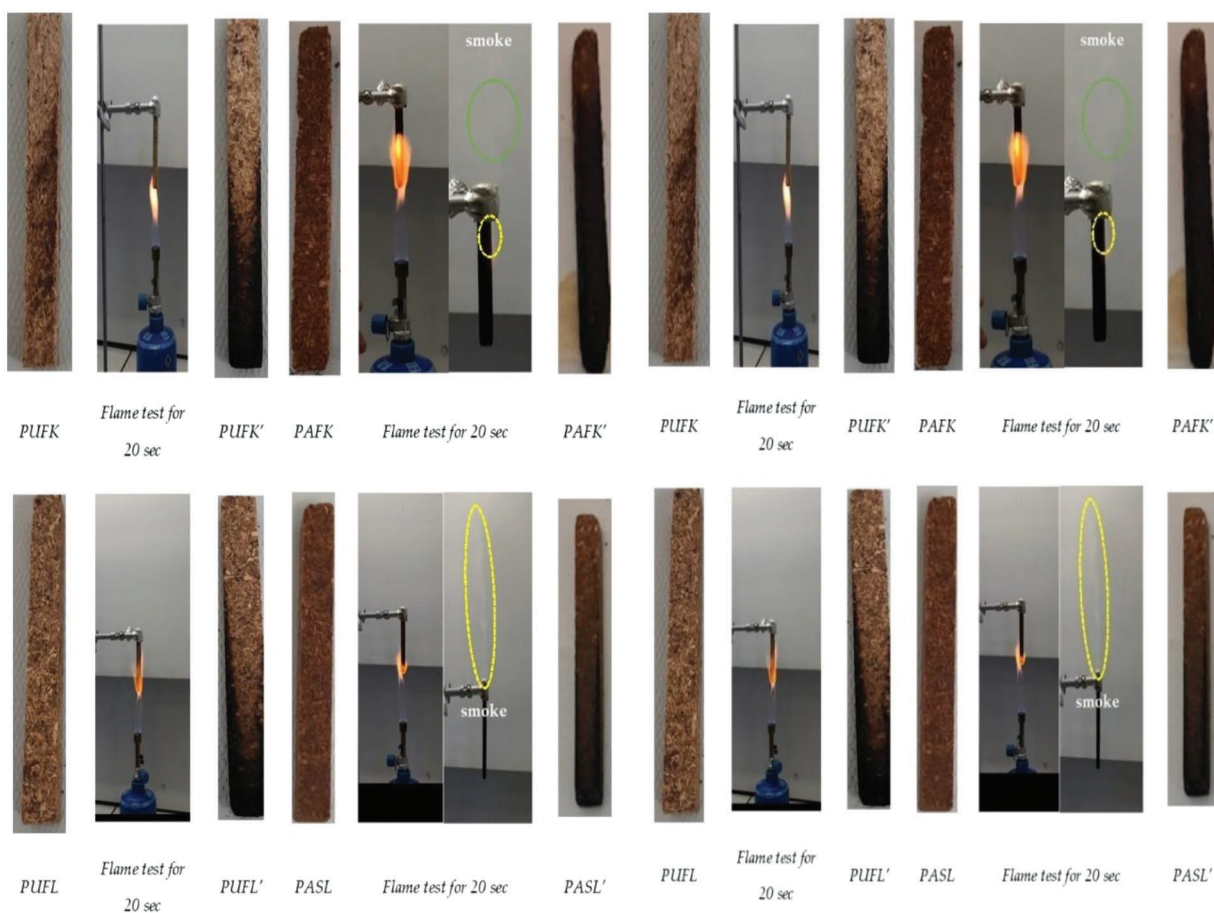 smoke
smoke
PUFK
Flame test for
20 sec
PUFK’
PAFK
Flame test for 20 sec
PAFK’
PUFK
Flame test for
20 sec
PUFK’
PAFK
Flame test for 20 sec
PAFK’
smoke
smoke
PUFL
Flame test for
20 sec
PUFL’
PASL
Flame test for 20 sec
PASL’
PUFL
Flame test for
20 sec
PUFL’
PASL
Flame test for 20 sec
PASL’